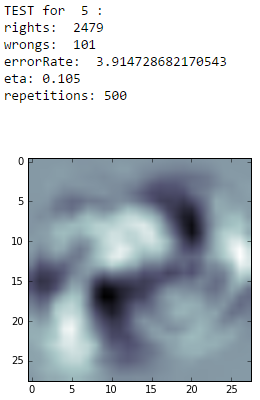 TEST for  5 :
rights:  2479
wrongs:  101
errorRate:  3.914728682170543
eta: 0.105
repetitions: 500
0
5
10
15
20
25
0 5 10 15 20 25